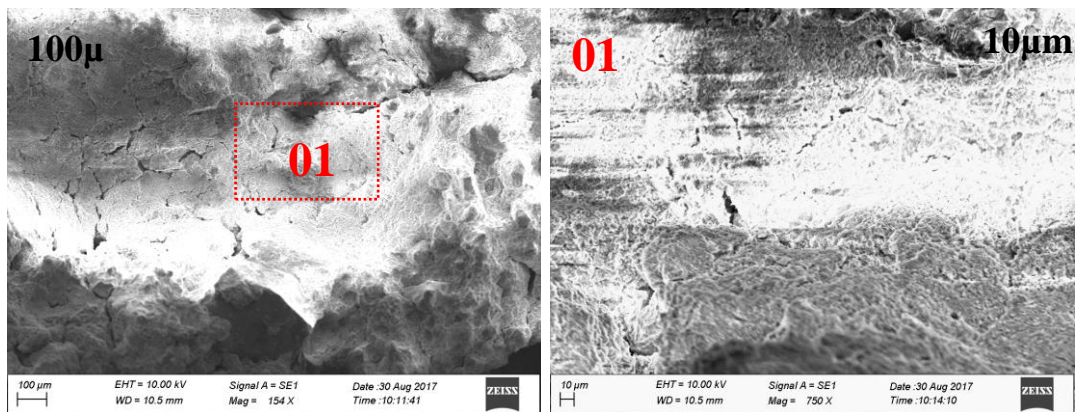 100µ
01
100 µm
EHT = 10.00 kV
Signal A = SE1
Date :30 Aug 2017
WD = 10.5 mm
Mag = 154 X
Time :10:11:41
ZEISS
01
10µm
10 µm
EHT = 10.00 kV
Signal A = SE1
Date :30 Aug 2017
WD = 10.5 mm
Mag = 750 X
Time :10:14:10
ZEISS